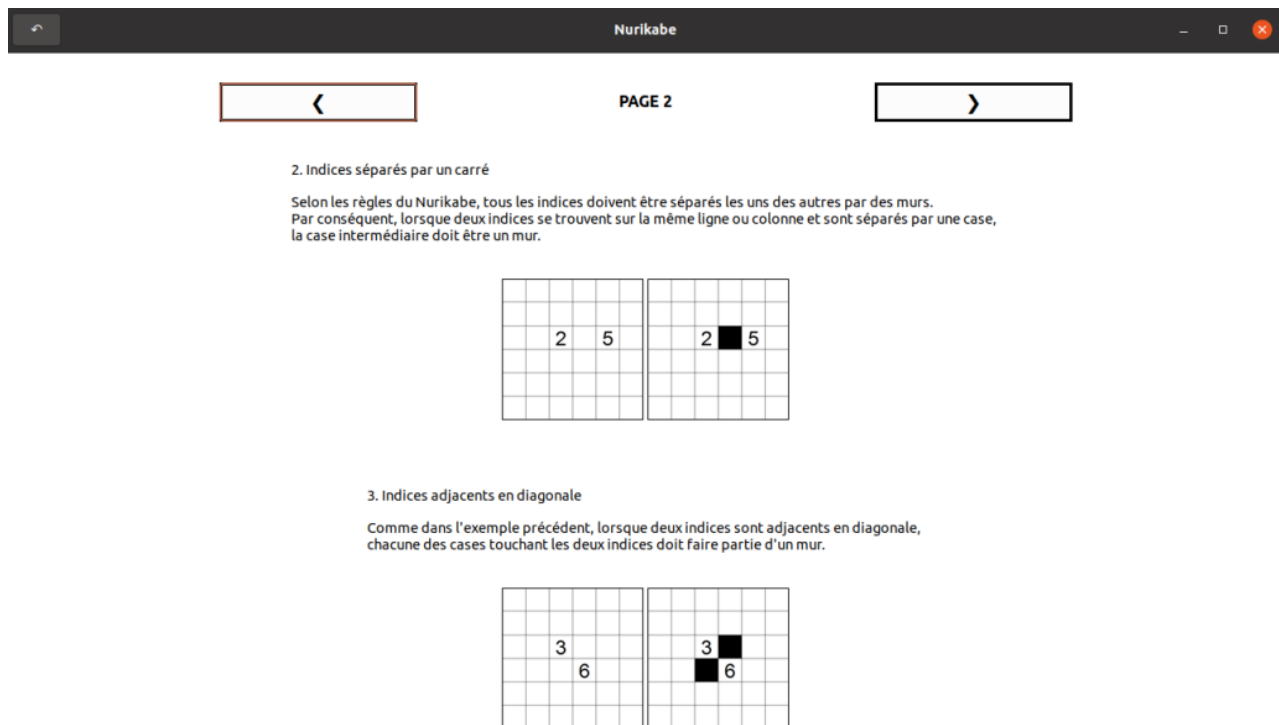 Nurikabe
PAGE 2
2. Indices séparés par un carré
Selon les règles du Nurikabe, tous les indices doivent être séparés les uns des autres par des murs.
Par conséquent, lorsque deux indices se trouvent sur la même ligne ou colonne et sont séparés par une case,
la case intermédiaire doit être un mur.
2 5 2 5
3. Indices adjacents en diagonale
Comme dans l'exemple précédent, lorsque deux indices sont adjacents en diagonale,
chacune des cases touchant les deux indices doit faire partie d'un mur.
3 3
6 6